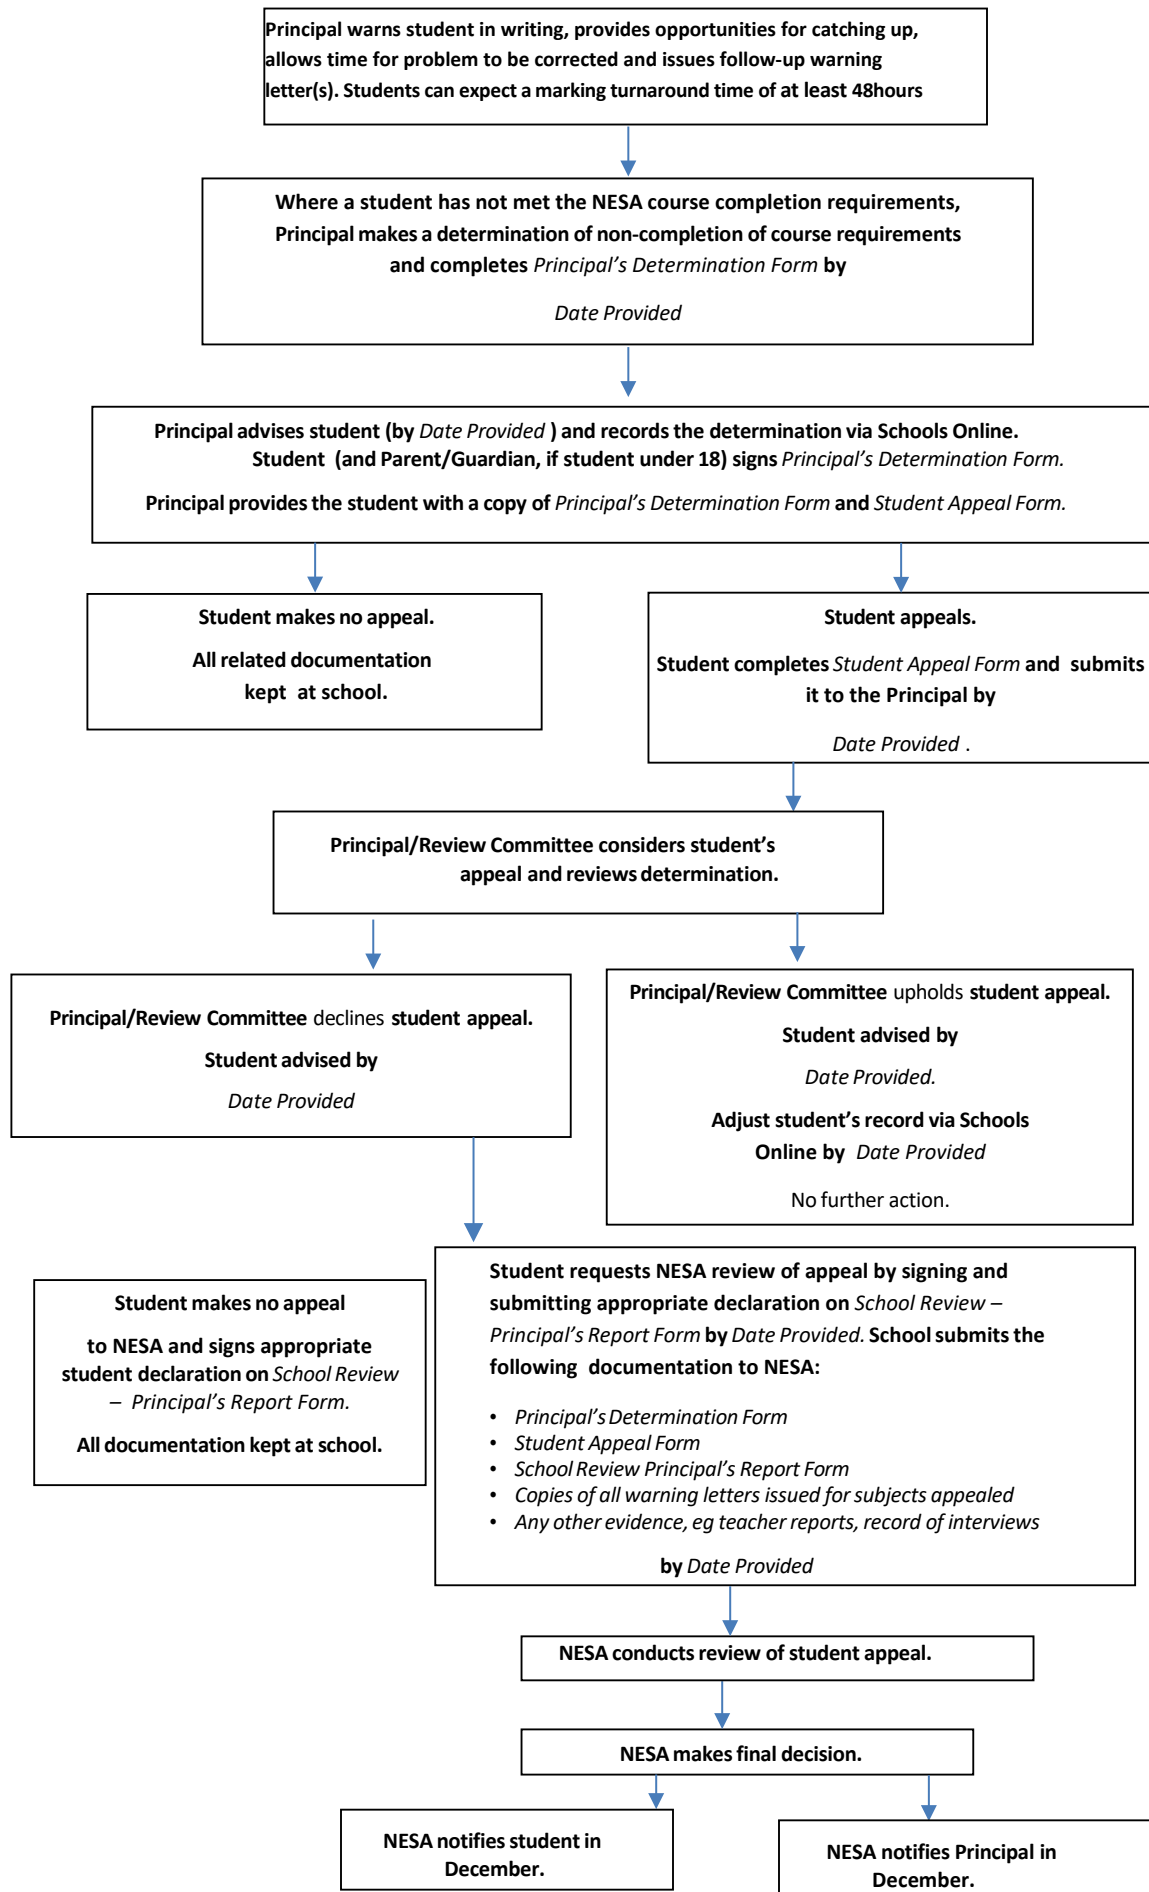 Principal warns student in writing, provides opportunities for catching up,
allows time for problem to be corrected and issues follow-up warning
letter(s). Students can expect a marking turnaround time of at least 48hours
Where a student has not met the NESA course completion requirements,
Principal makes a determination of non-completion of course requirements
and completes Principal’s Determination Form by
Date Provided
Principal advises student (by Date Provided ) and records the determination via Schools Online.
Student (and Parent/Guardian, if student under 18) signs Principal’s Determination Form.
Principal provides the student with a copy of Principal’s Determination Form and Student Appeal Form.
Student makes no appeal.
All related documentation
kept at school.
Student appeals.
Student completes Student Appeal Form and submits
it to the Principal by
Date Provided .
Principal/Review Committee considers student’s
appeal and reviews determination.
Principal/Review Committee declines student appeal.
Student advised by
Date Provided
Principal/Review Committee upholds student appeal.
Student advised by
Date Provided.
Adjust student’s record via Schools
Online by Date Provided
No further action.
Student makes no appeal
to NESA and signs appropriate
student declaration on School Review
– Principal’s Report Form.
All documentation kept at school.
Student requests NESA review of appeal by signing and
submitting appropriate declaration on School Review –
Principal’s Report Form by Date Provided. School submits the
following documentation to NESA:
• Principal’s Determination Form
• Student Appeal Form
• School Review Principal’s Report Form
• Copies of all warning letters issued for subjects appealed
• Any other evidence, eg teacher reports, record of interviews
by Date Provided
NESA conducts review of student appeal.
NESA makes final decision.
NESA notifies student in
December.
NESA notifies Principal in
December.